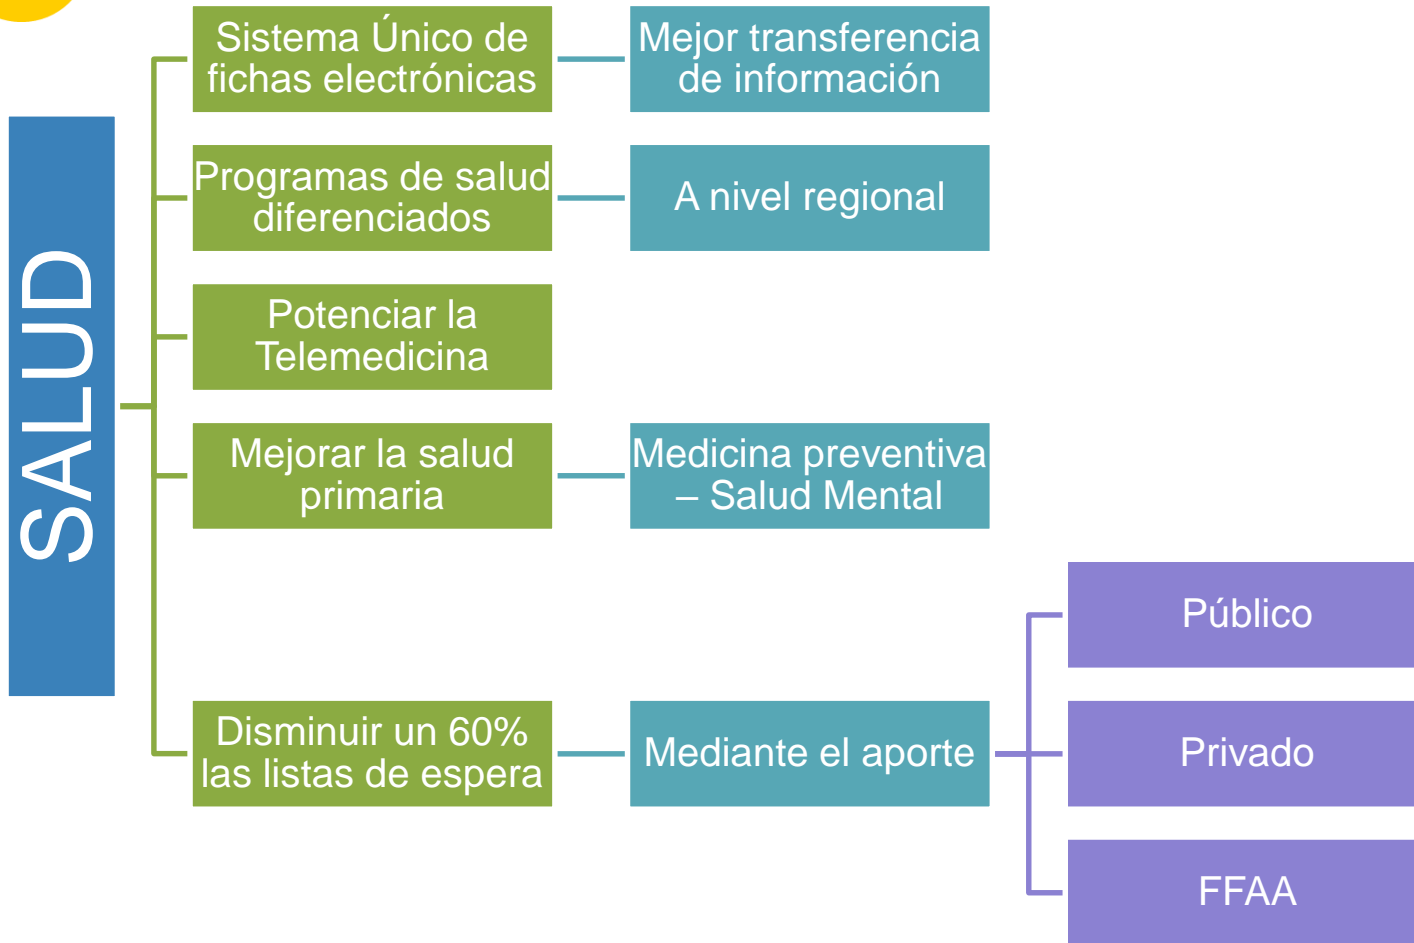 SALUD
Sistema Único de
fichas electrónicas
Mejor transferencia
de información
Programas de salud
diferenciados
A nivel regional
Potenciar la
Telemedicina
Mejorar la salud
primaria
Medicina preventiva
– Salud Mental
Disminuir un 60%
las listas de espera
Mediante el aporte
Público
Privado
FFAA